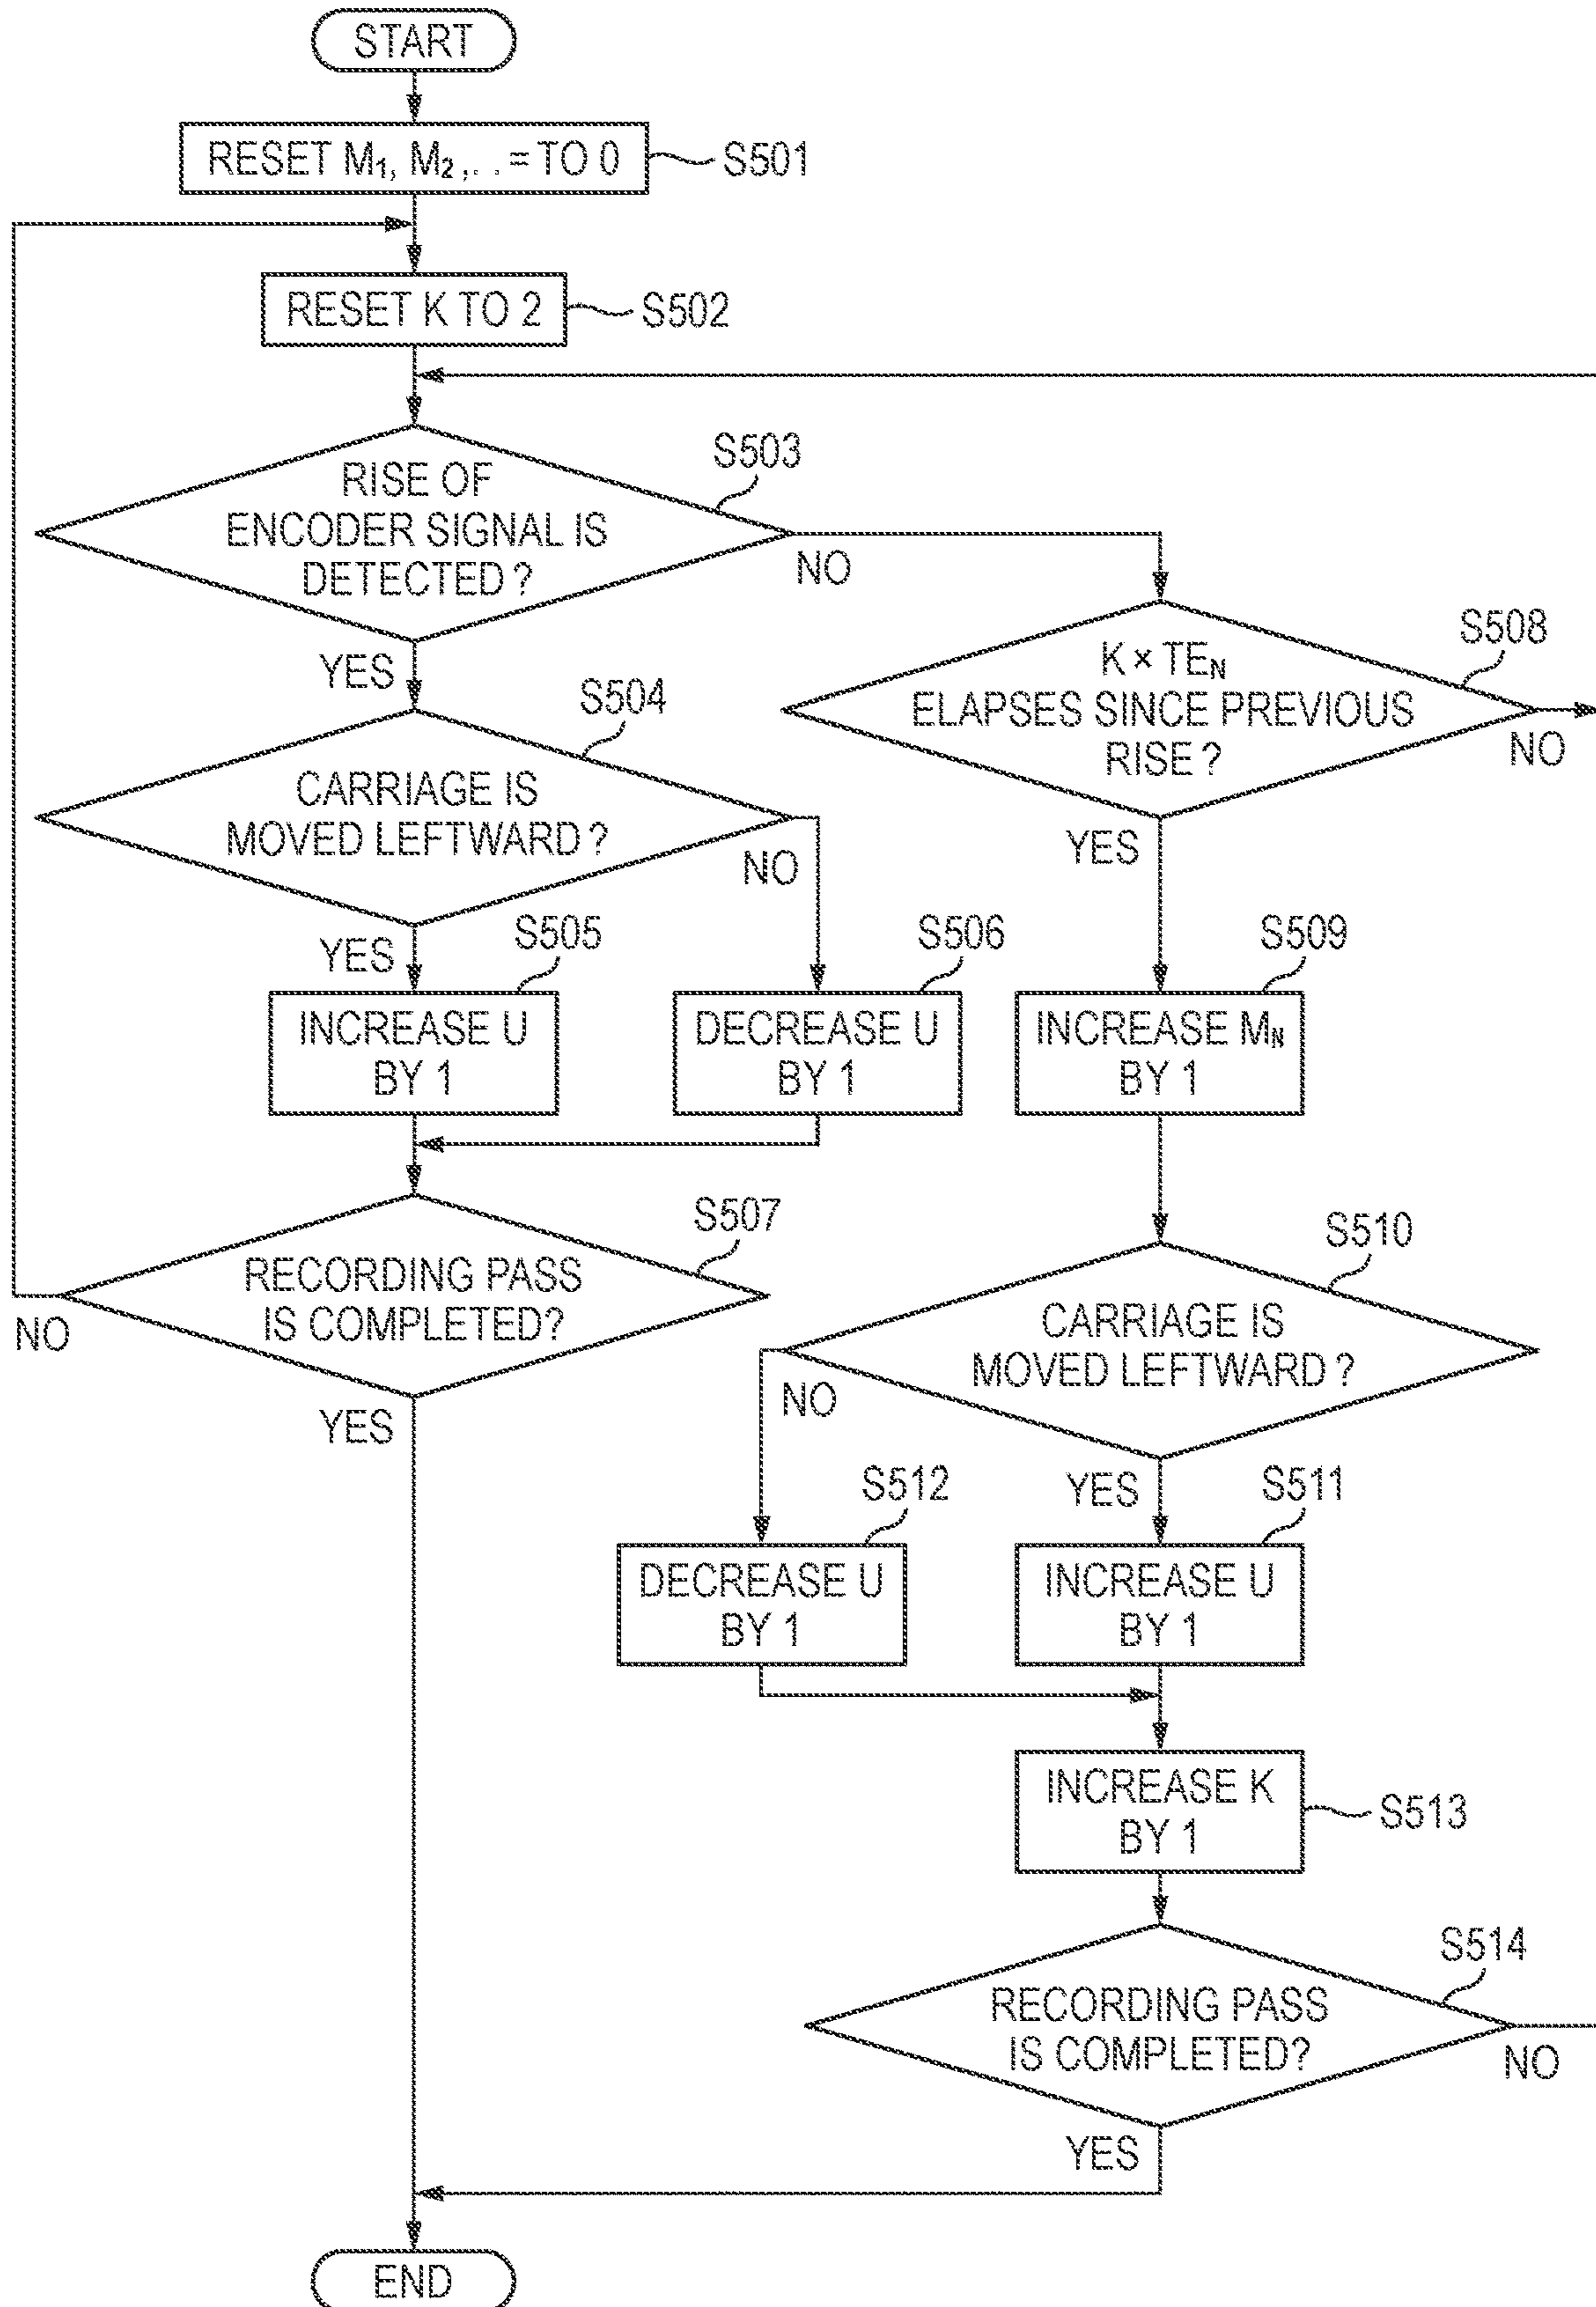 START
RESET M₁, M₂ , . . = TO 0
S501
RESET K TO 2
S502
S503
RISE OF
ENCODER SIGNAL IS
DETECTED ?
NO
YES
S508
K × TEN
ELAPSES SINCE PREVIOUS
RISE ?
NO
YES
S504
CARRIAGE IS
MOVED LEFTWARD ?
NO
YES
S505
INCREASE U
BY 1
S506
DECREASE U
BY 1
S509
INCREASE MN
BY 1
S507
RECORDING PASS
IS COMPLETED?
NO
YES
S510
CARRIAGE IS
MOVED LEFTWARD ?
NO
YES
S512
DECREASE U
BY 1
S511
INCREASE U
BY 1
INCREASE K
BY 1
S513
S514
RECORDING PASS
IS COMPLETED?
NO
YES
END